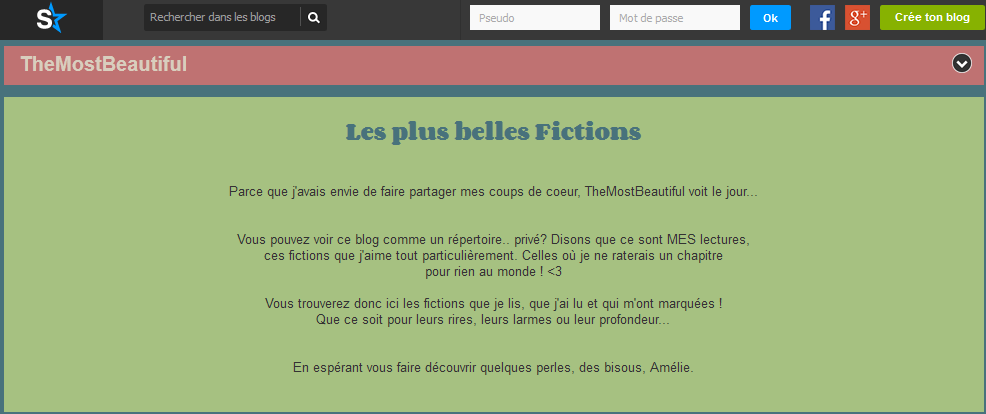 S
Rechercher dans les blogs
Pseudo
Mot de passe
Ok
f
g+
Crée ton blog
TheMostBeautiful
Les plus belles Fictions
Parce que j'avais envie de faire partager mes coups de coeur, TheMostBeautiful voit le jour...
Vous pouvez voir ce blog comme un répertoire.. privé? Disons que ce sont MES lectures,
ces fictions que j'aime tout particulièrement. Celles où je ne raterais un chapitre
pour rien au monde ! <3
Vous trouverez donc ici les fictions que je lis, que j'ai lu et qui m'ont marquées !
Que ce soit pour leurs rires, leurs larmes ou leur profondeur...
En espérant vous faire découvrir quelques perles, des bisous, Amélie.